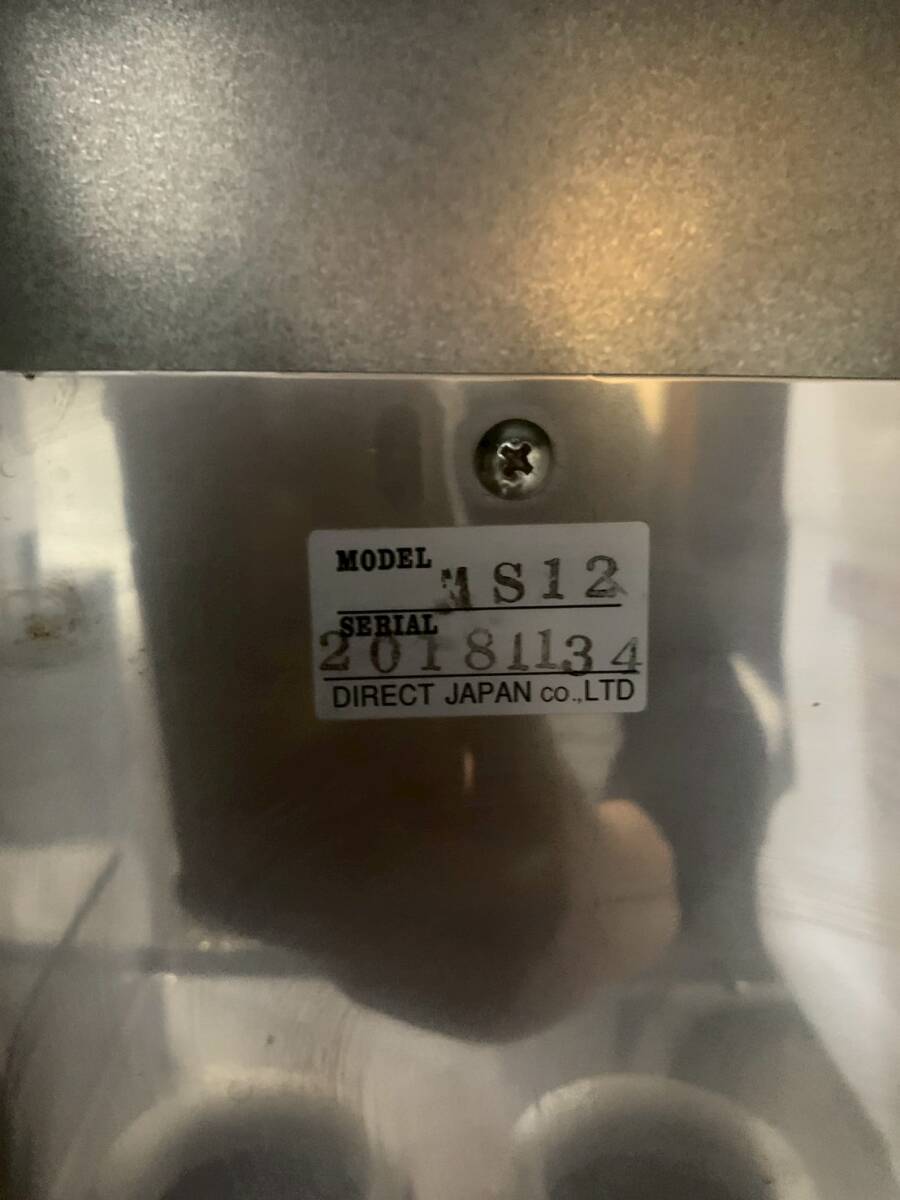 MODEL MS12
SERIAL
20181134
DIRECT JAPAN CO.,LTD